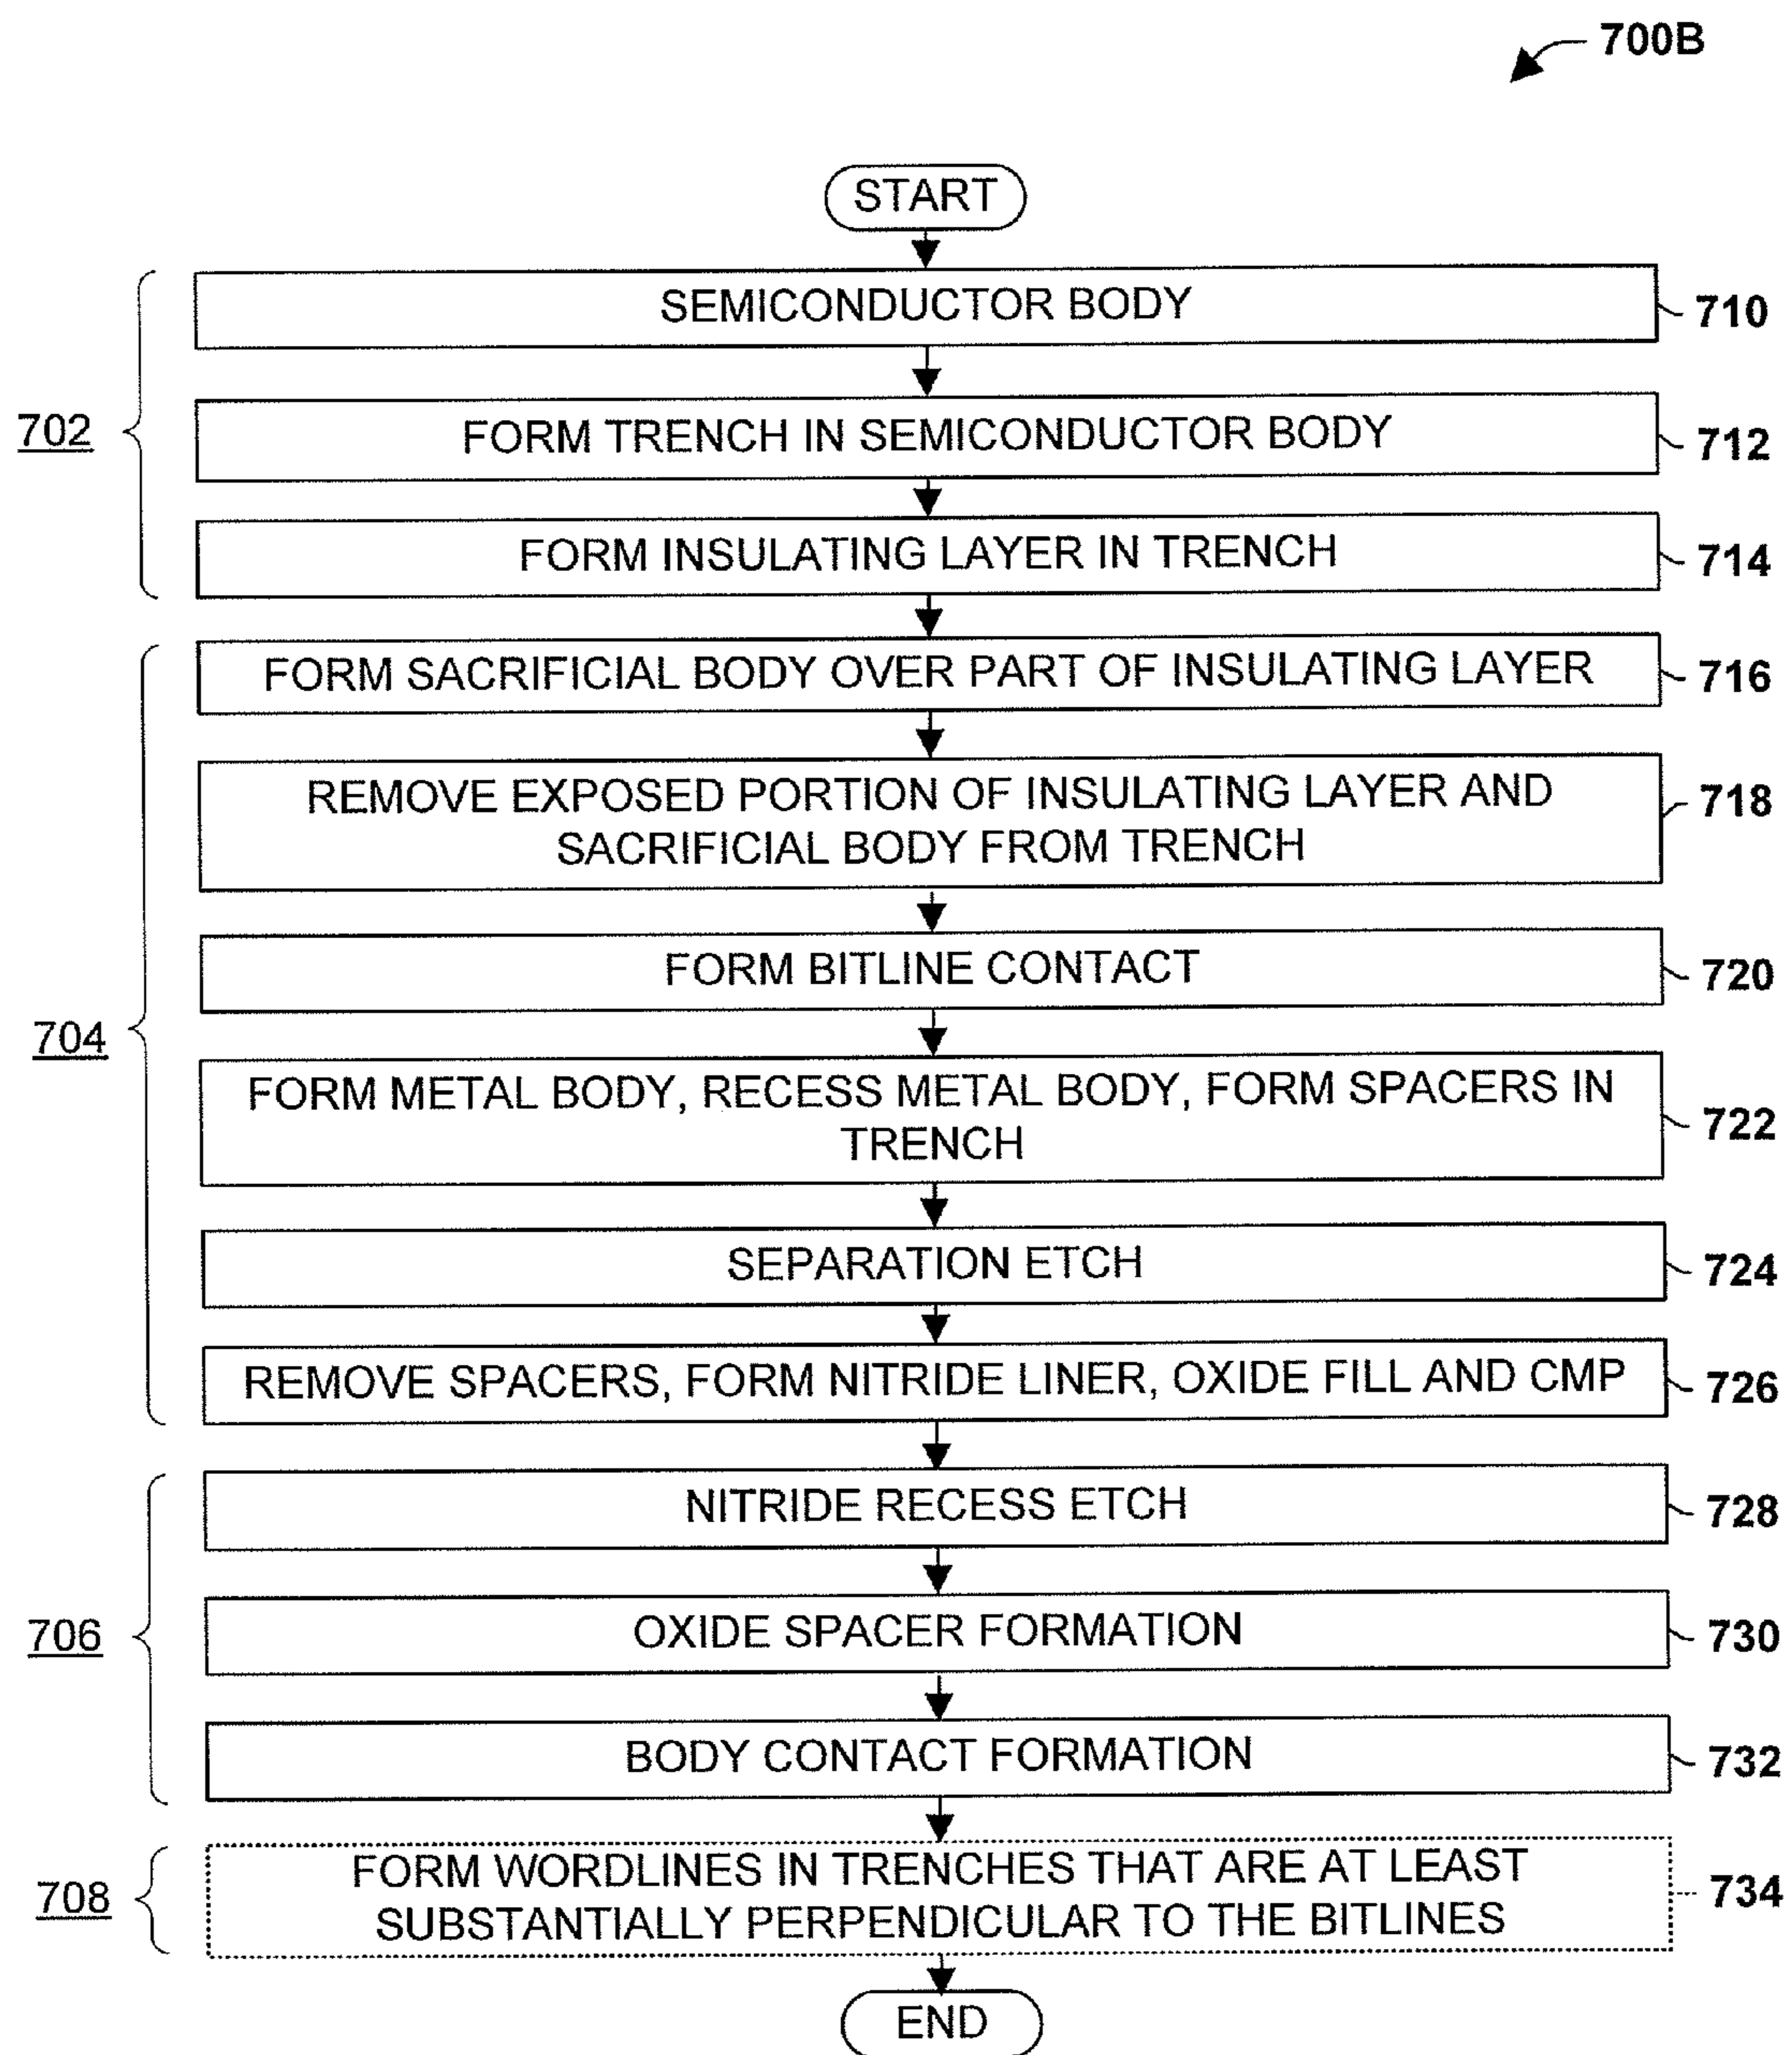 700B
START
SEMICONDUCTOR BODY
710
702
FORM TRENCH IN SEMICONDUCTOR BODY
712
FORM INSULATING LAYER IN TRENCH
714
FORM SACRIFICIAL BODY OVER PART OF INSULATING LAYER
716
REMOVE EXPOSED PORTION OF INSULATING LAYER AND
SACRIFICIAL BODY FROM TRENCH
718
FORM BITLINE CONTACT
720
704
FORM METAL BODY, RECESS METAL BODY, FORM SPACERS IN
TRENCH
722
SEPARATION ETCH
724
REMOVE SPACERS, FORM NITRIDE LINER, OXIDE FILL AND CMP
726
NITRIDE RECESS ETCH
728
706
OXIDE SPACER FORMATION
730
BODY CONTACT FORMATION
732
708
FORM WORDLINES IN TRENCHES THAT ARE AT LEAST
SUBSTANTIALLY PERPENDICULAR TO THE BITLINES
734
END